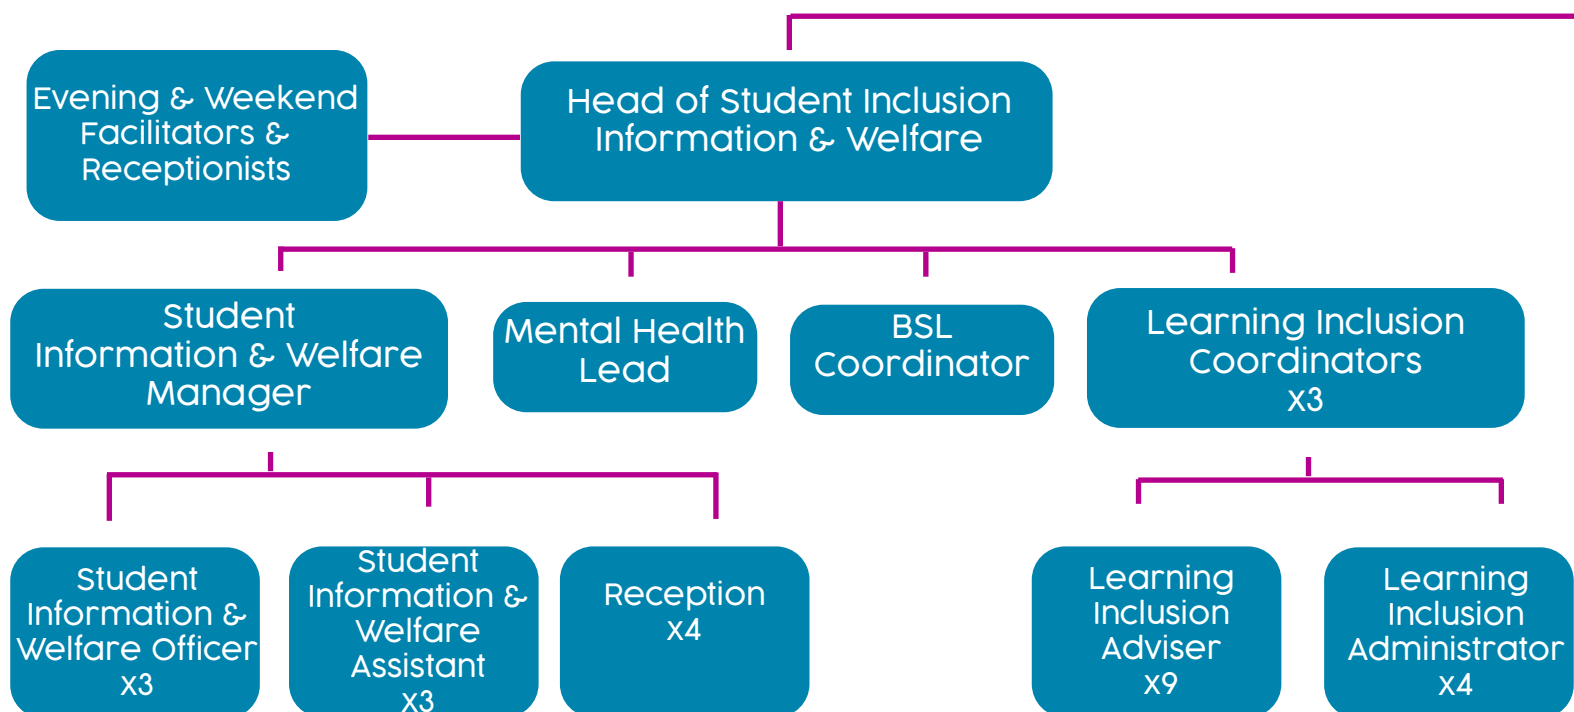 Evening & Weekend
Facilitators &
Receptionists
Head of Student Inclusion
Information & Welfare
Student
Information & Welfare
Manager
Mental Health
Lead
BSL
Coordinator
Learning Inclusion
Coordinators
x3
Student
Information &
Welfare Officer
x3
Student
Information &
Welfare
Assistant
x3
Reception
x4
Learning
Inclusion
Adviser
x9
Learning
Inclusion
Administrator
x4